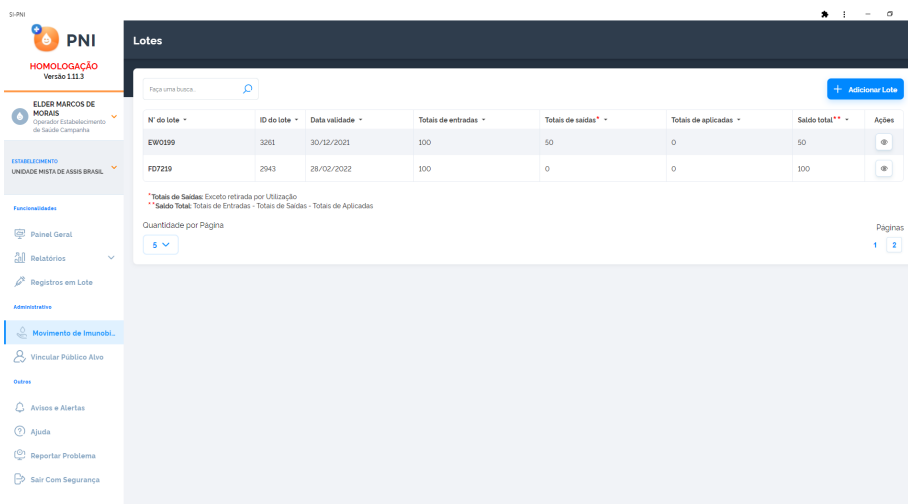 SI-PNI
PNI
HOMOLOGAÇÃO
Versão 1.11.3
ELDER MARCOS DE
MORAIS
Operador Estabelecimento
de Saúde Campanha
ESTABELECIMENTO
UNIDADE MISTA DE ASSIS BRASIL
Funcionalidades
Painel Geral
Relatórios
Registros em Lote
Administrativo
Movimento de Imunobi...
Vincular Público Alvo
Outros
Avisos e Alertas
Ajuda
Reportar Problema
Sair Com Segurança
Lotes
Faça uma busca...
+ Adicionar Lote
N° do lote ID do lote Data validade Totais de entradas Totais de saídas* Totais de aplicadas Saldo total** Ações
EW0199 3261 30/12/2021 100 50 0 50
FD7219 2943 28/02/2022 100 0 0 100
*Totais de Saídas: Exceto retirada por Utilização
**Saldo Total: Totais de Entradas - Totais de Saídas - Totais de Aplicadas
Quantidade por Página
5
Páginas
1 2